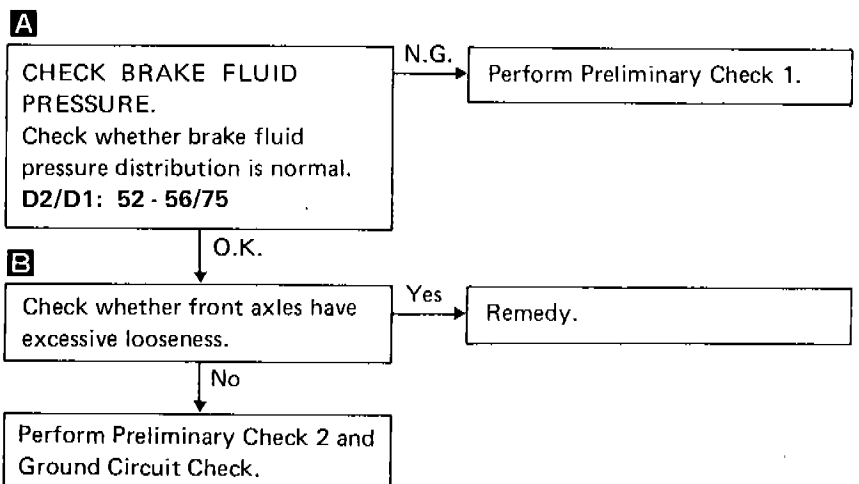 A
CHECK BRAKE FLUID
PRESSURE.
Check whether brake fluid
pressure distribution is normal.
D2/D1: 52 - 56/75
N.G.
Perform Preliminary Check 1.
O.K.
B
Check whether front axles have
excessive looseness.
Yes
Remedy.
No
Perform Preliminary Check 2 and
Ground Circuit Check.